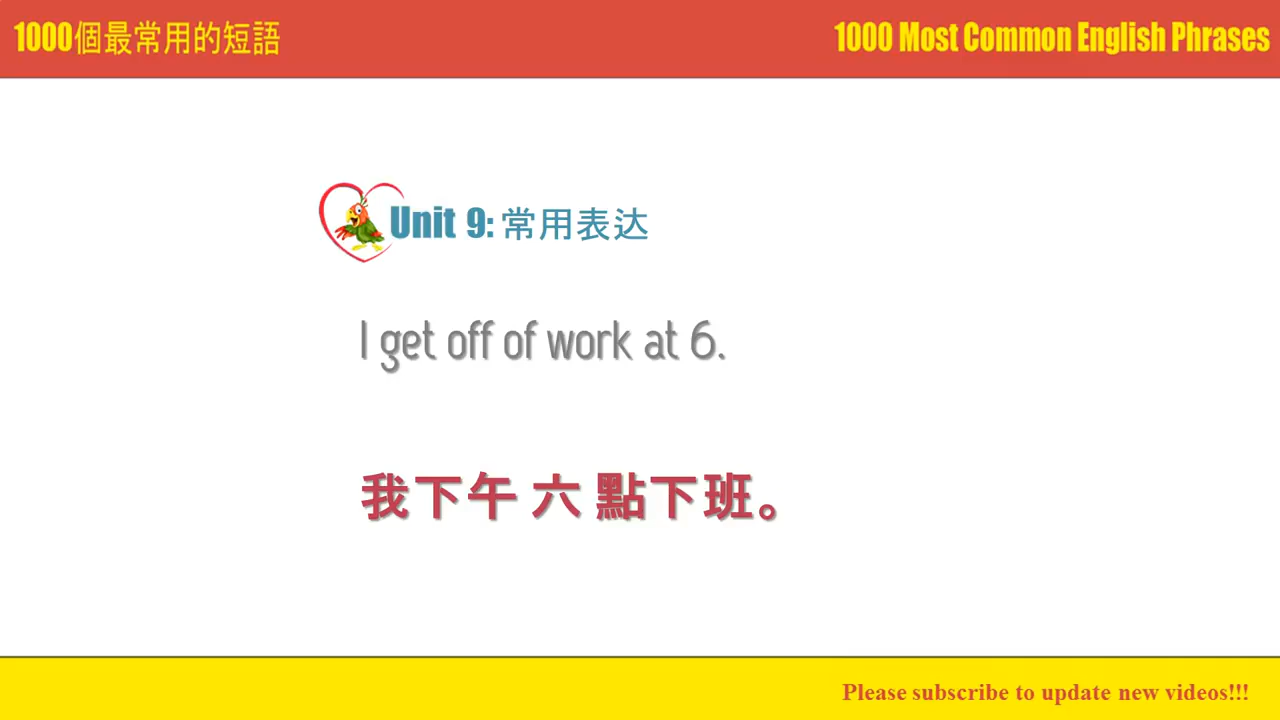 1000個最常用的短語
1000 Most Common English Phrases
Unit 9: 常用表达
I get off of work at 6.
我下午 六 點下班。
Please subscribe to update new videos!!!